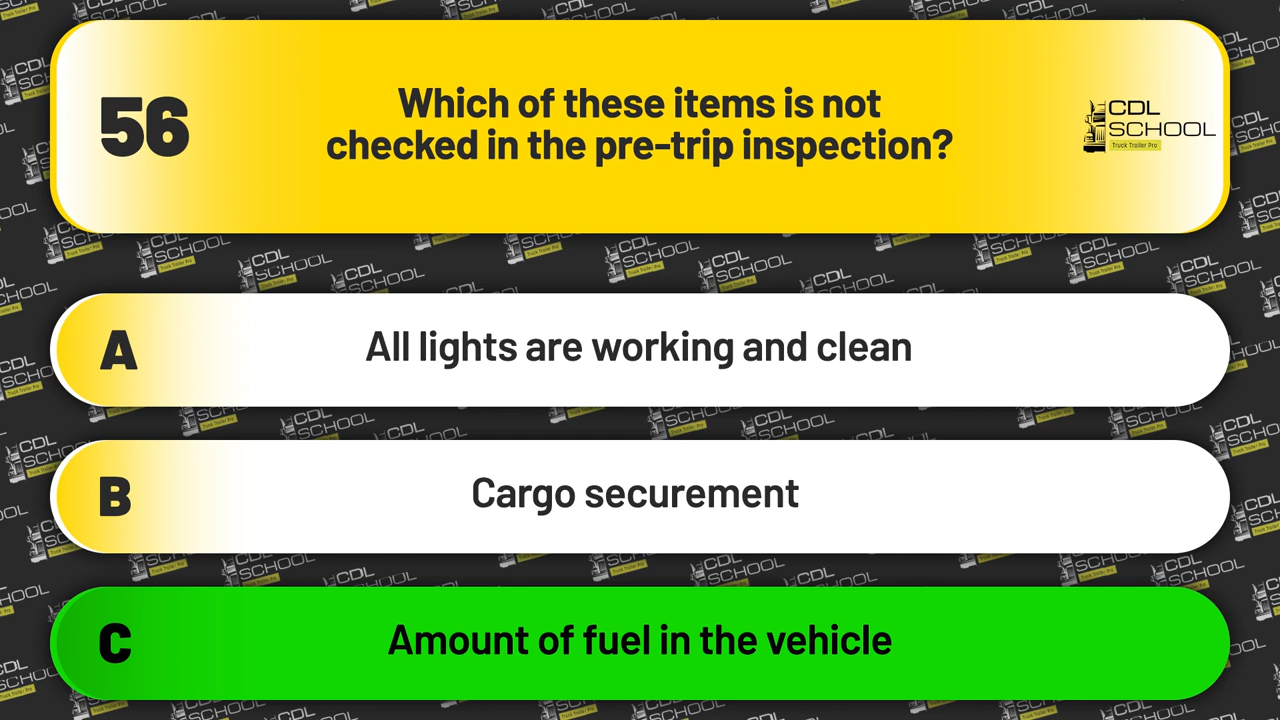 56
Which of these items is not
checked in the pre-trip inspection?
CDL
SCHOOL
Truck Trailer Pro
A
All lights are working and clean
B
Cargo securement
C
Amount of fuel in the vehicle